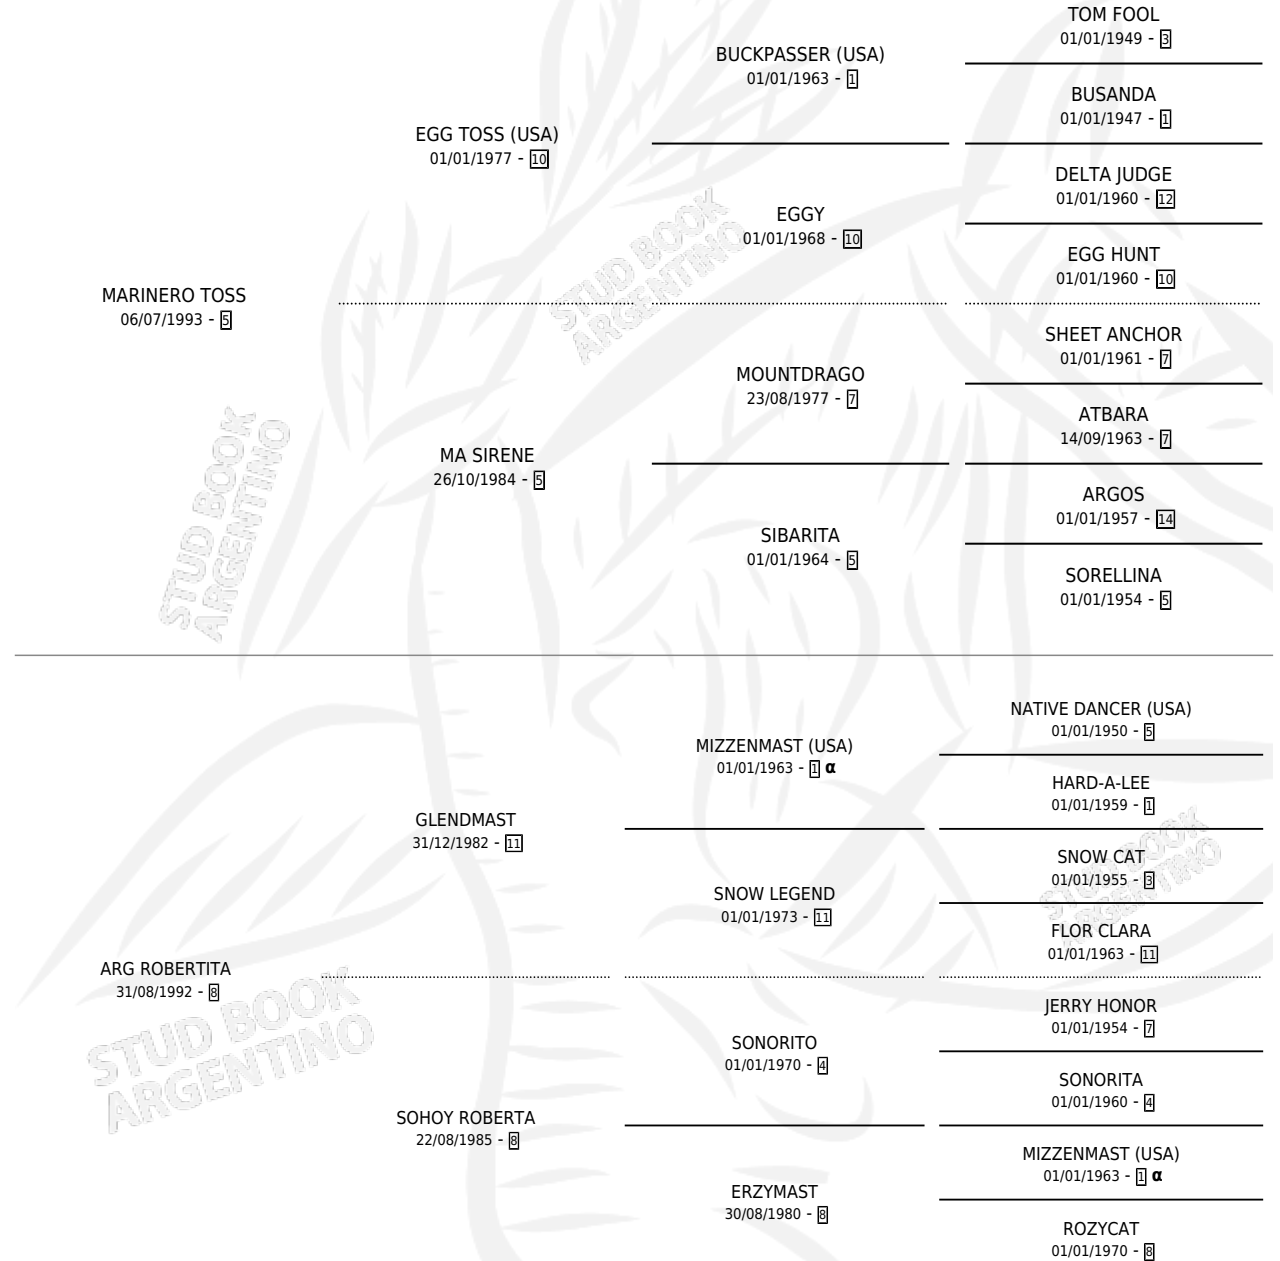 TOM FOOL
01/01/1949 - 3
BUCKPASSER (USA)
01/01/1963 - 1
BUSANDA
01/01/1947 - 1
EGG TOSS (USA)
01/01/1977 - 10
DELTA JUDGE
01/01/1960 - 12
EGGY
01/01/1968 - 10
EGG HUNT
01/01/1960 - 10
MARINERO TOSS
06/07/1993 - 5
SHEET ANCHOR
01/01/1961 - 7
MOUNTDRAGO
23/08/1977 - 7
ATBARA
14/09/1963 - 7
MA SIRENE
26/10/1984 - 5
ARGOS
01/01/1957 - 14
SIBARITA
01/01/1964 - 5
SORELLINA
01/01/1954 - 5
NATIVE DANCER (USA)
01/01/1950 - 5
MIZZENMAST (USA)
01/01/1963 - 1 α
HARD-A-LEE
01/01/1959 - 1
GLENDMAST
31/12/1982 - 11
SNOW CAT
01/01/1955 - 3
SNOW LEGEND
01/01/1973 - 11
FLOR CLARA
01/01/1963 - 11
ARG ROBERTITA
31/08/1992 - 8
JERRY HONOR
01/01/1954 - 7
SONORITO
01/01/1970 - 4
SONORITA
01/01/1960 - 4
SOHOY ROBERTA
22/08/1985 - 8
MIZZENMAST (USA)
01/01/1963 - 1 α
ERZYMAST
30/08/1980 - 8
ROZYCAT
01/01/1970 - 8
STUD BOOK
ARGENTINO
STUD BOOK
ARGENTINO
STUD BOOK
ARGENTINO
STUD BOOK
ARGENTINO